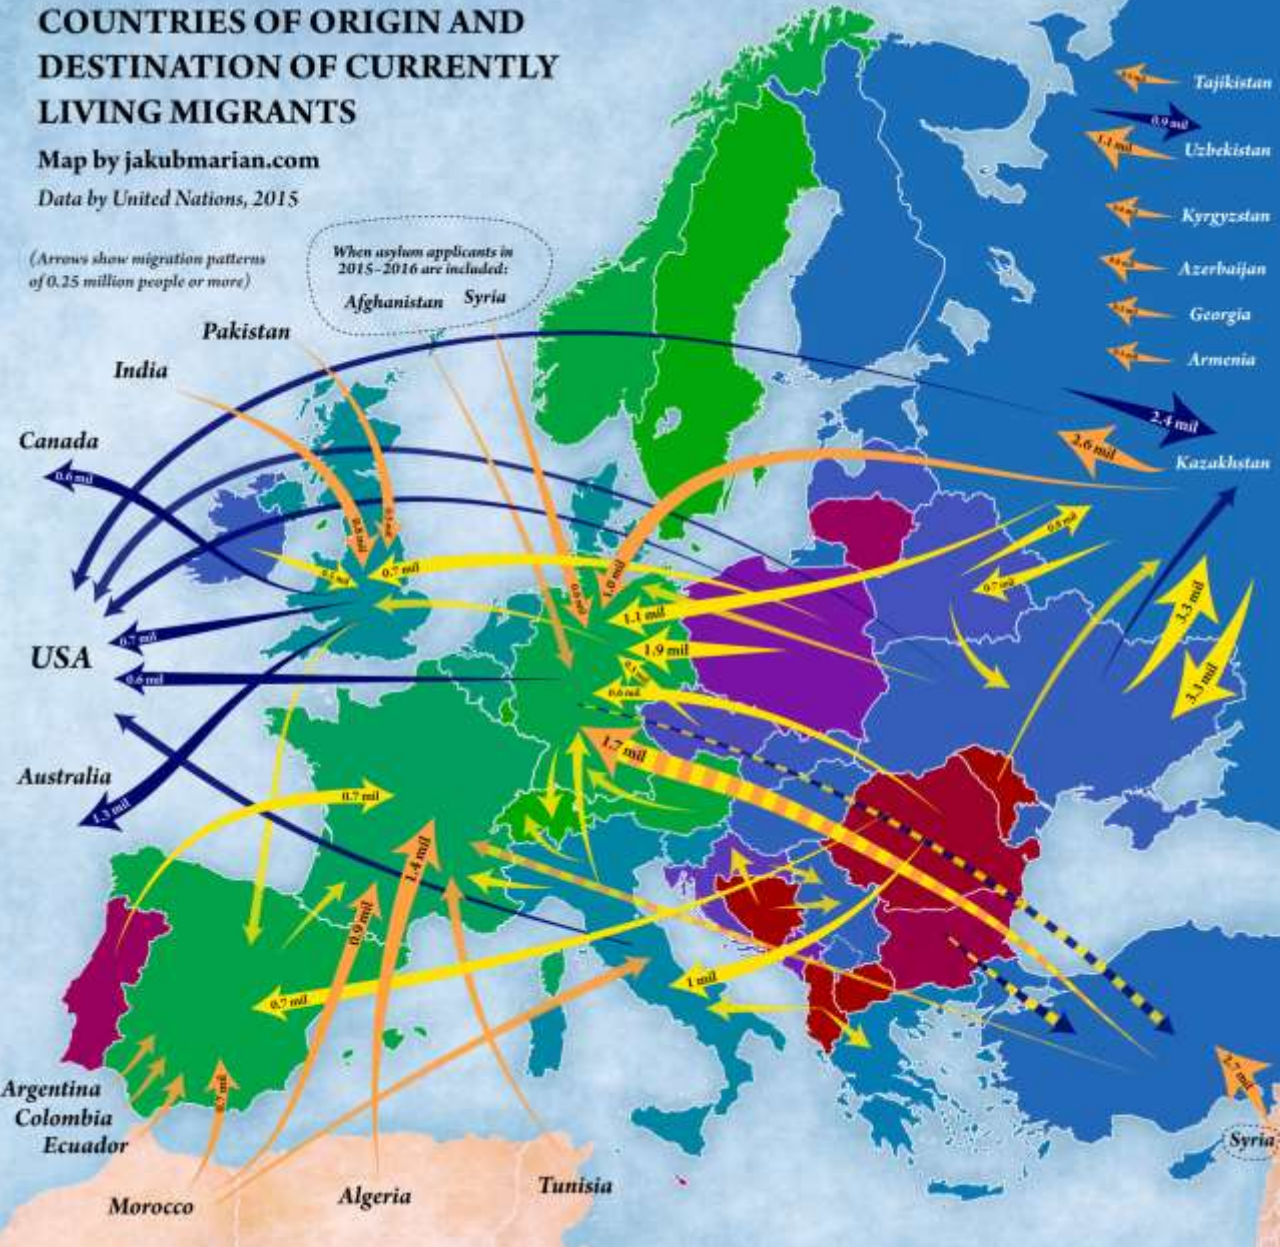 COUNTRIES OF ORIGIN AND
DESTINATION OF CURRENTLY
LIVING MIGRANTS
Map by jakubmarian.com
Data by United Nations, 2015
(Arrows show migration patterns
of 0.25 million people or more)
When asylum applicants in
2015–2016 are included:
Afghanistan
Syria
Pakistan
India
Canada
USA
Australia
Tajikistan
0.9 mil
1.1 mil
Uzbekistan
Kyrgyzstan
Azerbaijan
Georgia
Armenia
2.4 mil
2.6 mil
Kazakhstan
0.6 mil
0.8 mil
0.7 mil
1.0 mil
0.8 mil
0.7 mil
1.1 mil
3.3 mil
3.3 mil
0.7 mil
1.9 mil
0.6 mil
0.6 mil
1.7 mil
1.3 mil
0.7 mil
1.4 mil
0.9 mil
1 mil
0.7 mil
0.7 mil
2.7 mil
Argentina
Colombia
Ecuador
Morocco
Algeria
Tunisia
Syria